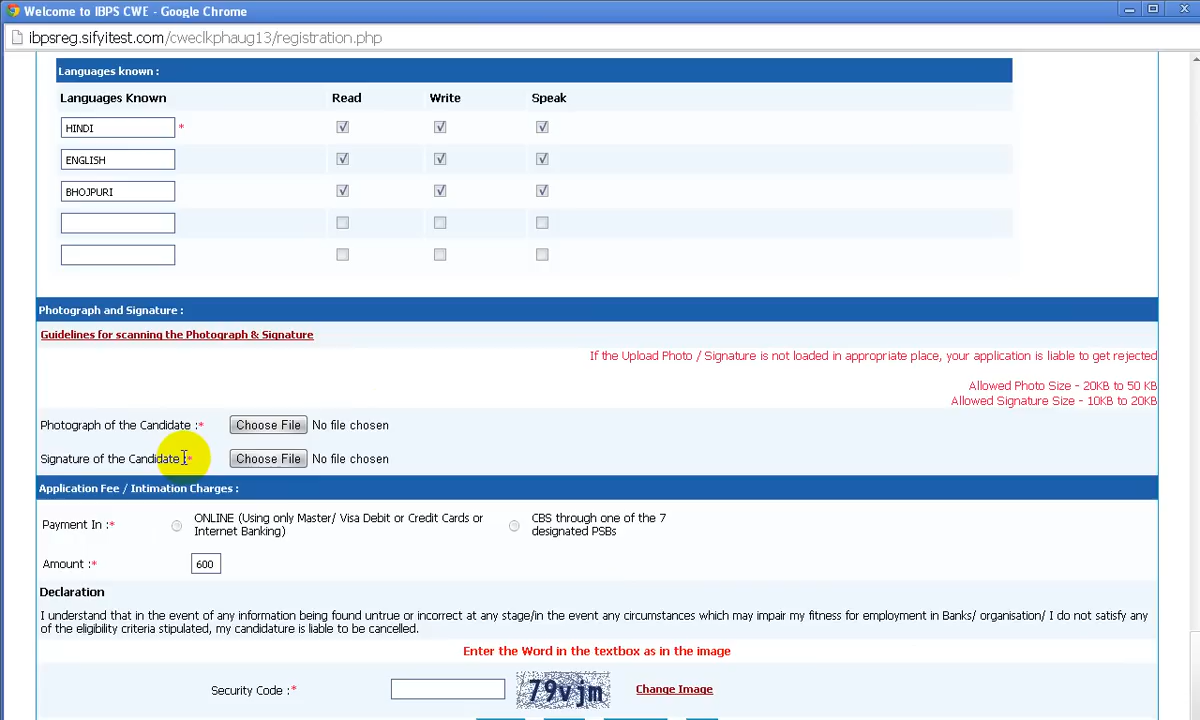 Welcome to IBPS CWE - Google Chrome
ibpsreg.sifyitest.com/cweclkphaug13/registration.php
Languages known :
Languages Known Read Write Speak
HINDI *
ENGLISH
BHOJPURI
Photograph and Signature :
Guidelines for scanning the Photograph & Signature
If the Upload Photo / Signature is not loaded in appropriate place, your application is liable to get rejected
Allowed Photo Size - 20KB to 50 KB
Allowed Signature Size - 10KB to 20KB
Photograph of the Candidate :* Choose File No file chosen
Signature of the Candidate :* Choose File No file chosen
Application Fee / Intimation Charges :
Payment In :* ONLINE (Using only Master/ Visa Debit or Credit Cards or Internet Banking) CBS through one of the 7 designated PSBs
Amount :* 600
Declaration
I understand that in the event of any information being found untrue or incorrect at any stage/in the event any circumstances which may impair my fitness for employment in Banks/ organisation/ I do not satisfy any
of the eligibility criteria stipulated, my candidature is liable to be cancelled.
Enter the Word in the textbox as in the image
Security Code :* 79vjm Change Image